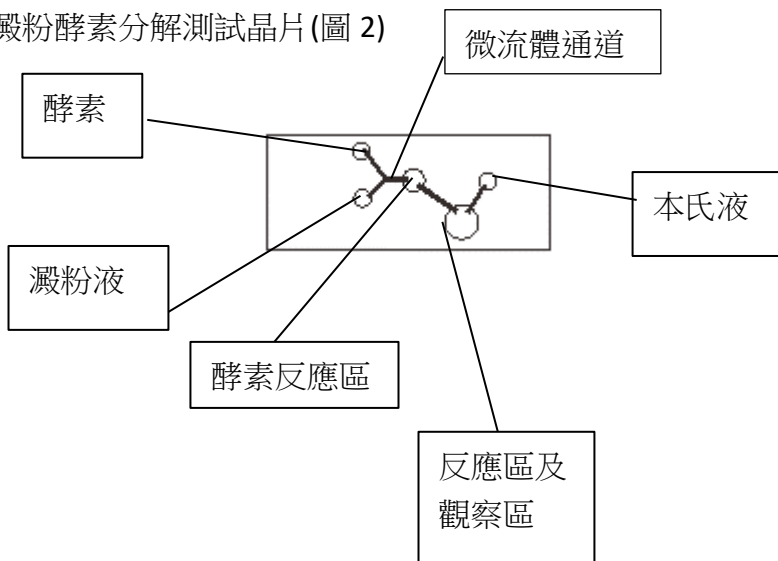 澱粉酵素分解測試晶片(圖 2)
微流體通道
酵素
本氏液
澱粉液
酵素反應區
反應區及
觀察區